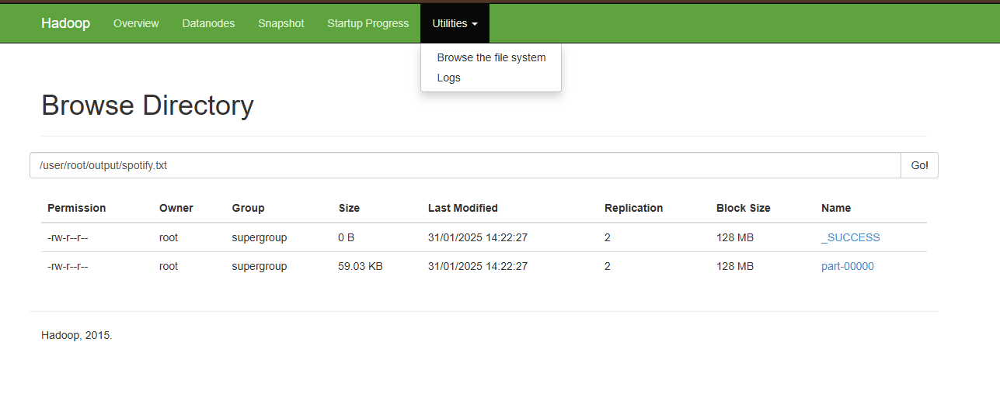 Hadoop Overview Datanodes Snapshot Startup Progress Utilities
Browse the file system
Logs
Browse Directory
/user/root/output/spotify.txt Go!
Permission Owner Group Size Last Modified Replication Block Size Name
-rw-r--r-- root supergroup 0 B 31/01/2025 14:22:27 2 128 MB _SUCCESS
-rw-r--r-- root supergroup 59.03 KB 31/01/2025 14:22:27 2 128 MB part-00000
Hadoop, 2015.